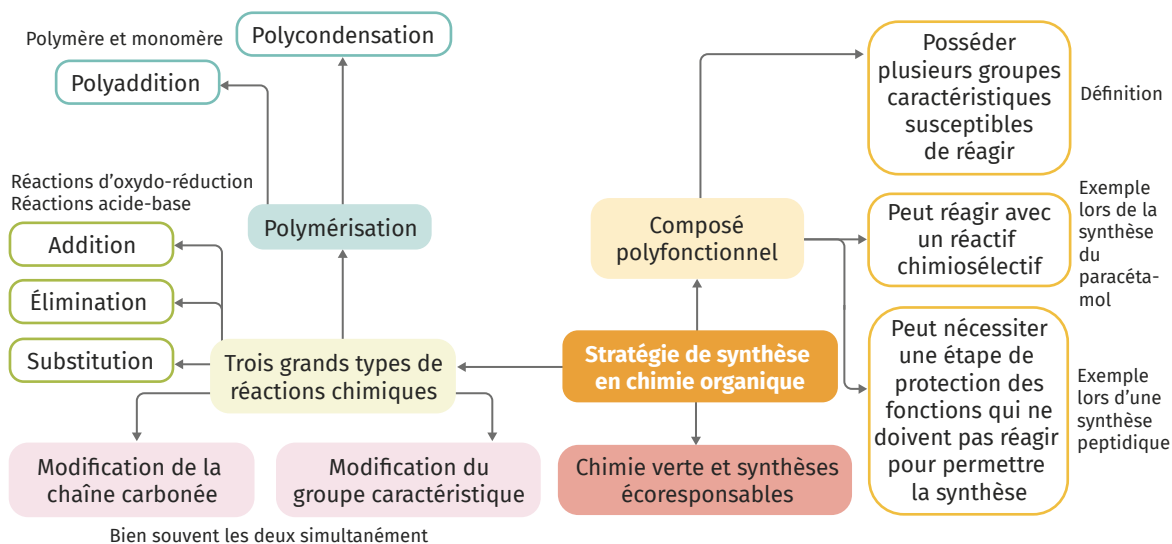 Polymère et monomère
Polycondensation
Polyaddition
Réactions d'oxydo-réduction
Réactions acide-base
Addition
Élimination
Substitution
Polymérisation
Trois grands types de
réactions chimiques
Modification de la
chaîne carbonée
Modification du
groupe caractéristique
Bien souvent les deux simultanément
Stratégie de synthèse
en chimie organique
Composé
polyfonctionnel
Chimie verte et synthèses
écoresponsables
Posséder
plusieurs groupes
caractéristiques
susceptibles
de réagir
Définition
Peut réagir avec
un réactif
chimiosélectif
Exemple
lors de la
synthèse
du
paracéta-
mol
Peut nécessiter
une étape de
protection des
fonctions qui ne
doivent pas réagir
pour permettre
la synthèse
Exemple
lors d'une
synthèse
peptidique